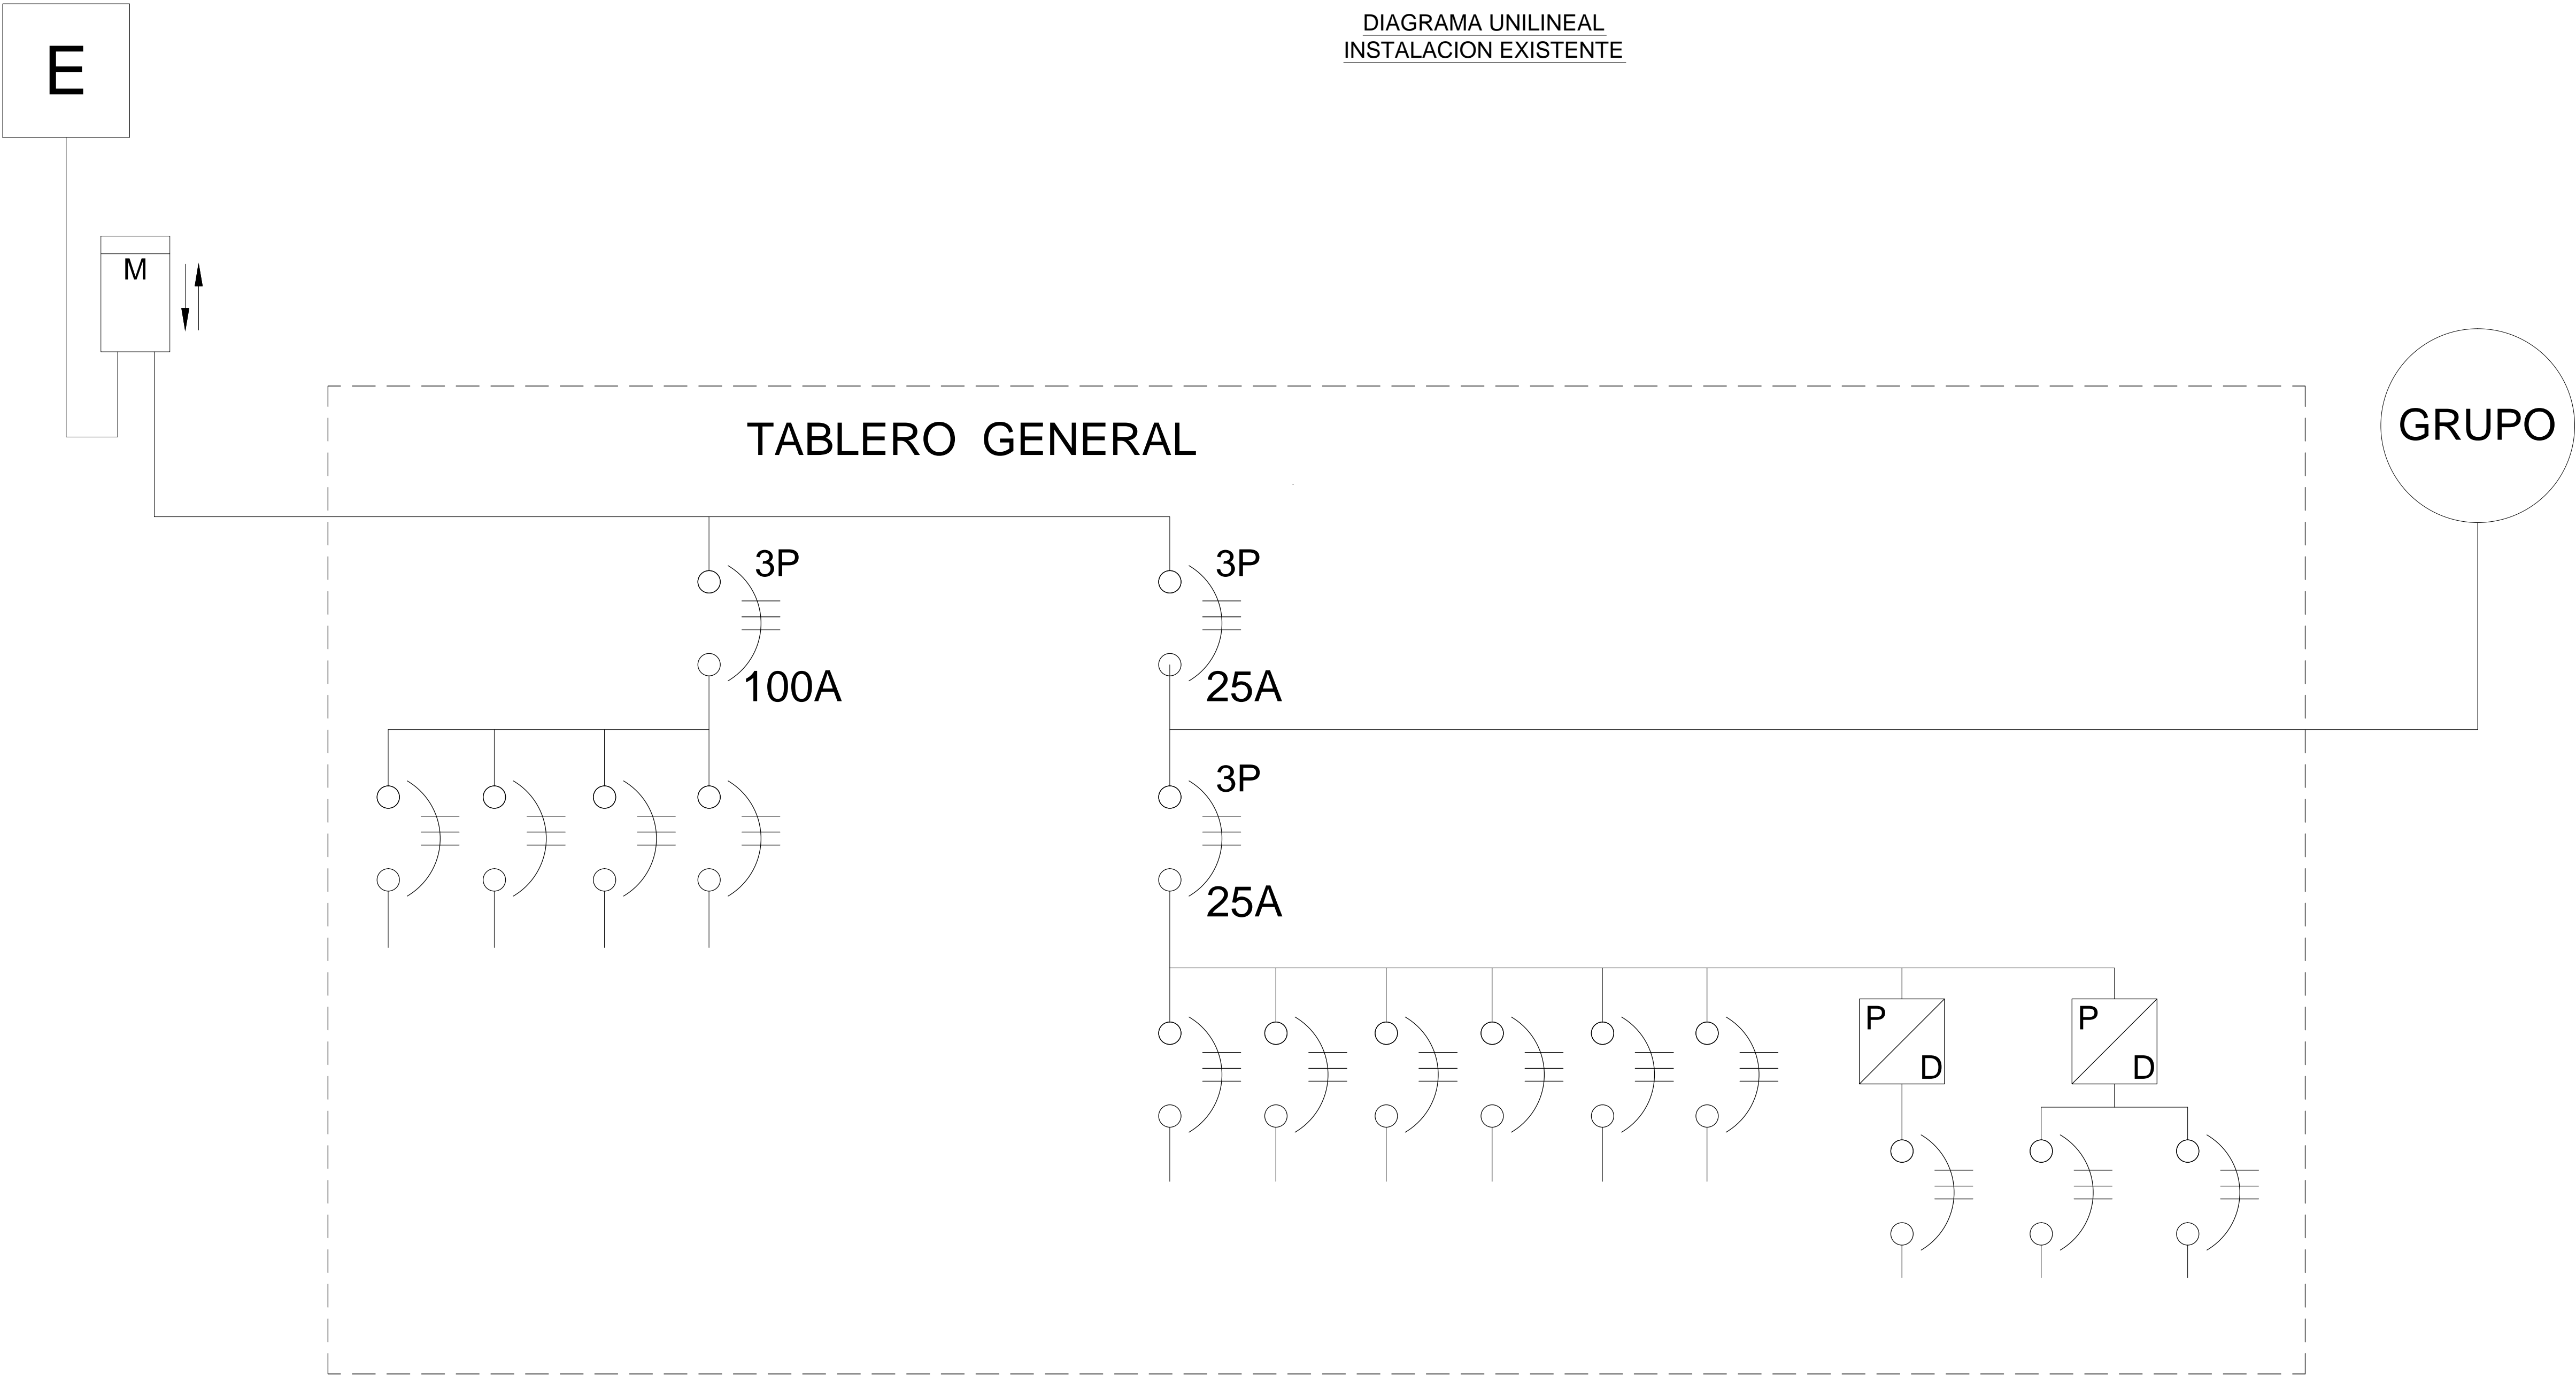 DIAGRAMA UNILINEAL
INSTALACION EXISTENTE
E
M
TABLERO GENERAL
GRUPO
3P
3P
100A
25A
3P
25A
P
D
P
D